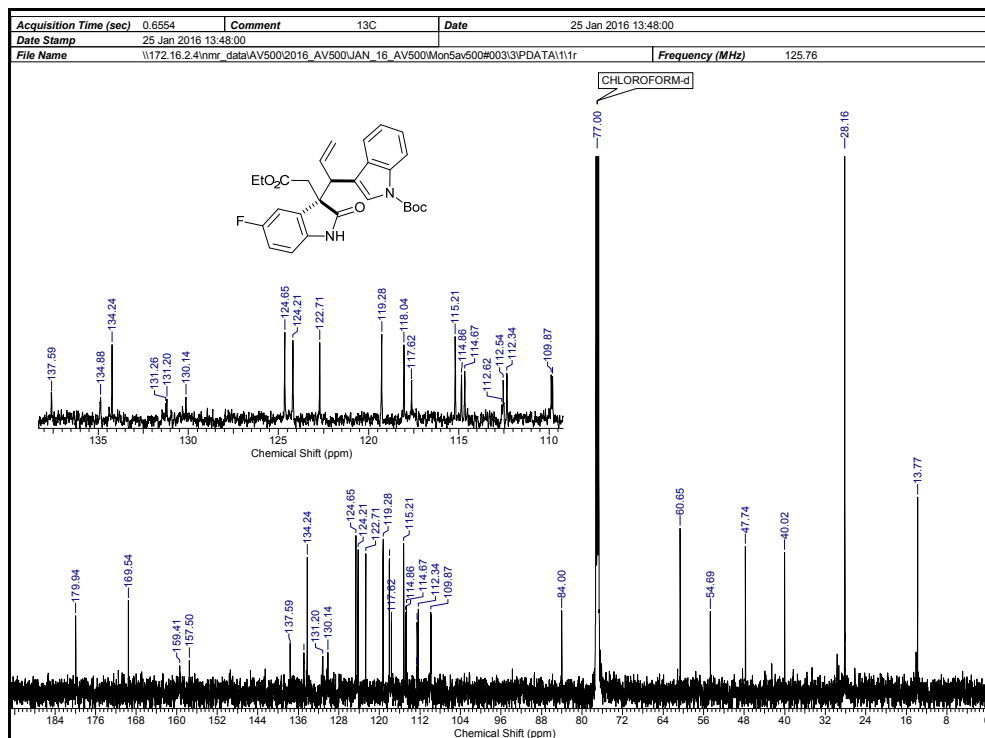 Acquisition Time (sec) 0.6554 Comment 13C Date 25 Jan 2016 13:48:00
Date Stamp 25 Jan 2016 13:48:00
File Name \\172.16.2.4\nmr_data\AV500\2016_AV500\JAN_16_AV500\Mon5av500#003\3\PDATA\1\1r Frequency (MHz) 125.76
CHLOROFORM-d
77.00
28.16
EtO2C
F
O
NH
N
Boc
137.59 134.88 134.24 131.26 131.20 130.14 124.65 124.21 122.71 119.28 118.04 117.62 115.21 114.86 114.67 112.62 112.54 112.34 109.87
135 130 125 120 115 110
Chemical Shift (ppm)
179.94 169.54 159.41 157.50 137.59 134.24 131.20 130.14 124.65 124.21 122.71 119.28 117.62 115.21 114.86 114.67 112.34 109.87 84.00 60.65 54.69 47.74 40.02 13.77
184 176 168 160 152 144 136 128 120 112 104 96 88 80 72 64 56 48 40 32 24 16 8 0
Chemical Shift (ppm)